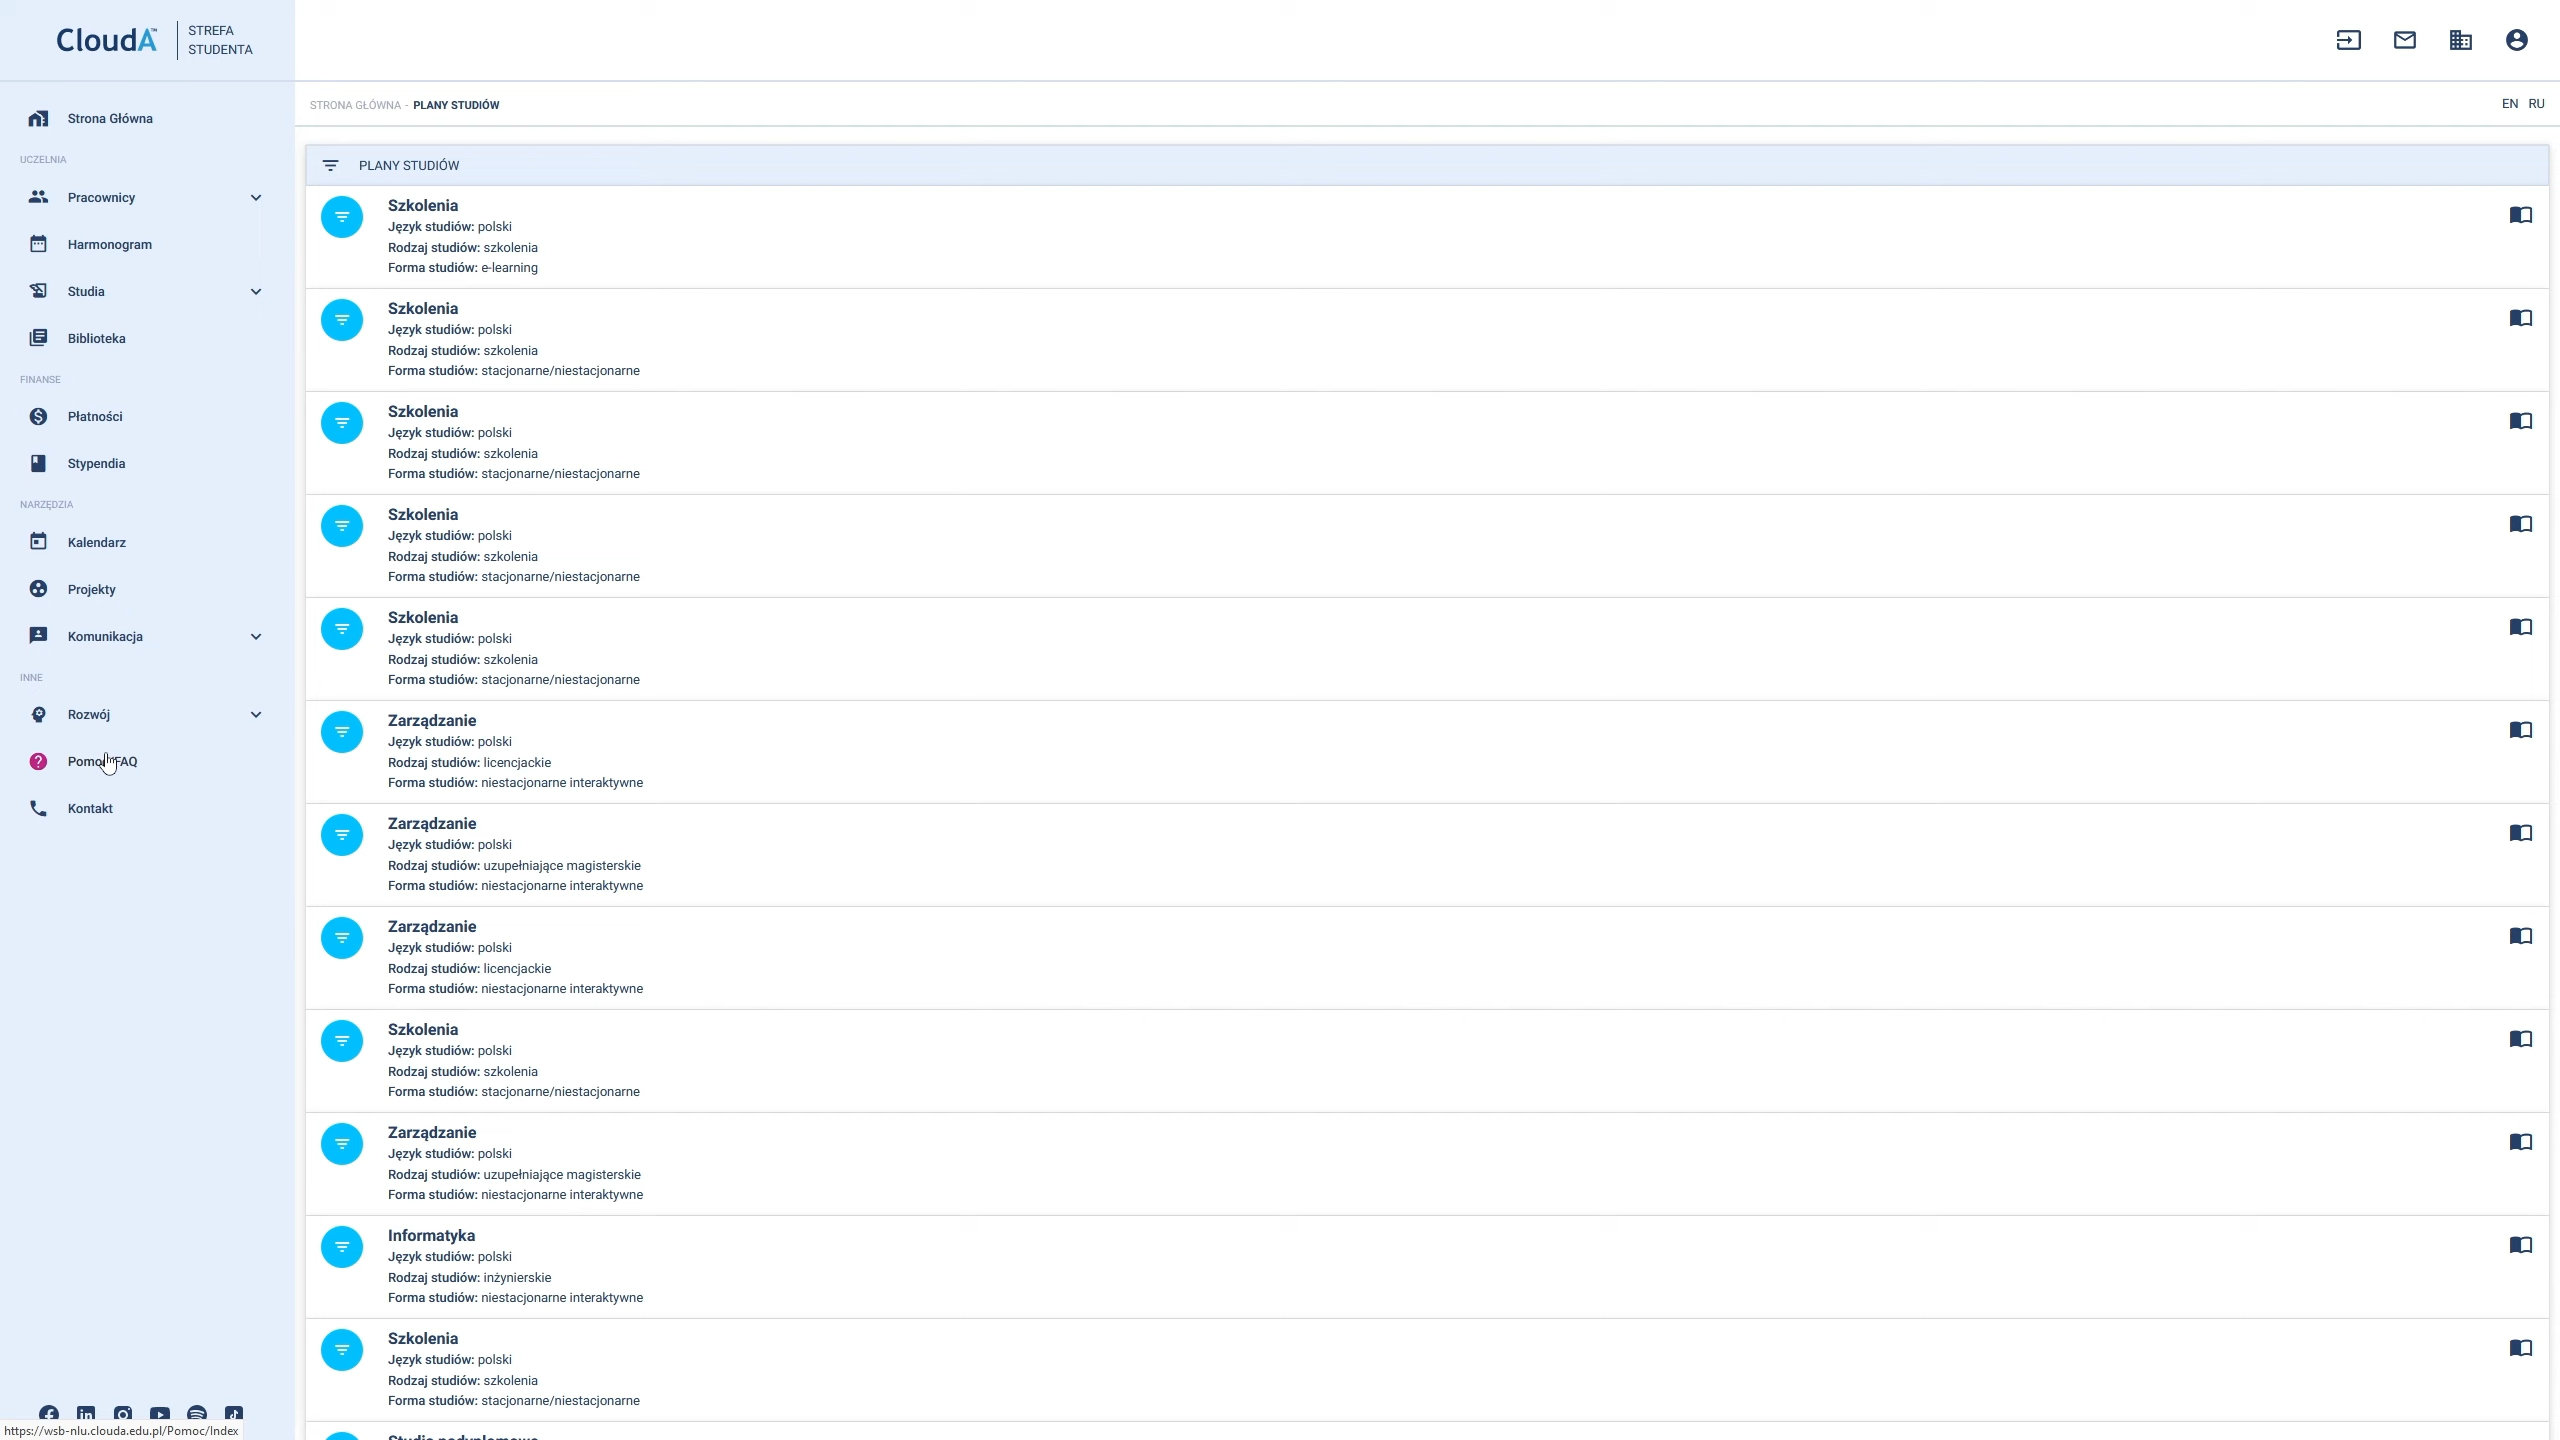 CloudA™
STREFA
STUDENTA
STRONA GŁÓWNA - PLANY STUDIÓW
EN RU
Strona Główna
UCZELNIA
Pracownicy
Harmonogram
Studia
Biblioteka
FINANSE
Płatności
Stypendia
NARZĘDZIA
Kalendarz
Projekty
Komunikacja
INNE
Rozwój
FAQ
Kontakt
https://wsb-nlu.clouda.edu.pl/Pomoc/Index
PLANY STUDIÓW
Szkolenia
Język studiów: polski
Rodzaj studiów: szkolenia
Forma studiów: e-learning
Szkolenia
Język studiów: polski
Rodzaj studiów: szkolenia
Forma studiów: stacjonarne/niestacjonarne
Szkolenia
Język studiów: polski
Rodzaj studiów: szkolenia
Forma studiów: stacjonarne/niestacjonarne
Szkolenia
Język studiów: polski
Rodzaj studiów: szkolenia
Forma studiów: stacjonarne/niestacjonarne
Szkolenia
Język studiów: polski
Rodzaj studiów: szkolenia
Forma studiów: stacjonarne/niestacjonarne
Zarządzanie
Język studiów: polski
Rodzaj studiów: licencjackie
Forma studiów: niestacjonarne interaktywne
Zarządzanie
Język studiów: polski
Rodzaj studiów: uzupełniające magisterskie
Forma studiów: niestacjonarne interaktywne
Zarządzanie
Język studiów: polski
Rodzaj studiów: licencjackie
Forma studiów: niestacjonarne interaktywne
Szkolenia
Język studiów: polski
Rodzaj studiów: szkolenia
Forma studiów: stacjonarne/niestacjonarne
Zarządzanie
Język studiów: polski
Rodzaj studiów: uzupełniające magisterskie
Forma studiów: niestacjonarne interaktywne
Informatyka
Język studiów: polski
Rodzaj studiów: inżynierskie
Forma studiów: niestacjonarne interaktywne
Szkolenia
Język studiów: polski
Rodzaj studiów: szkolenia
Forma studiów: stacjonarne/niestacjonarne